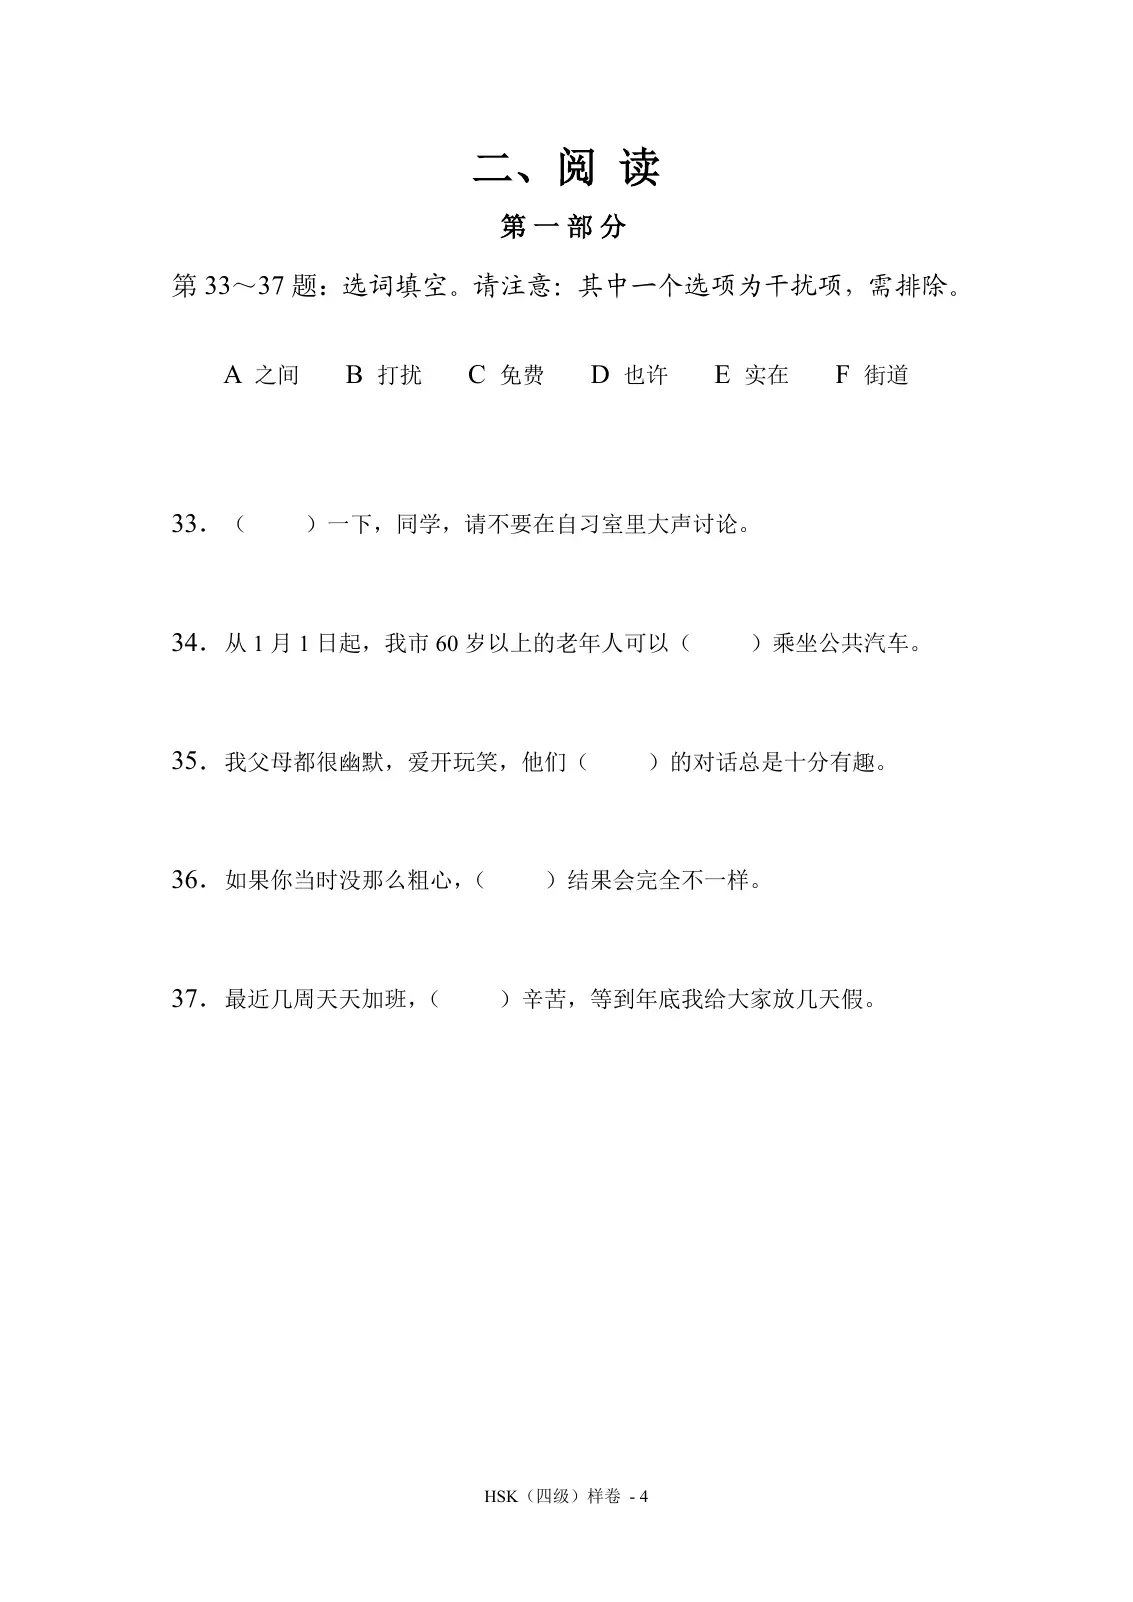 二、阅 读
第一部分
第 33～37 题：选词填空。请注意：其中一个选项为干扰项，需排除。
A 之间 B 打扰 C 免费 D 也许 E 实在 F 街道
33．（ ）一下，同学，请不要在自习室里大声讨论。
34．从 1 月 1 日起，我市 60 岁以上的老年人可以（ ）乘坐公共汽车。
35．我父母都很幽默，爱开玩笑，他们（ ）的对话总是十分有趣。
36．如果你当时没那么粗心，（ ）结果会完全不一样。
37．最近几周天天加班，（ ）辛苦，等到年底我给大家放几天假。
HSK（四级）样卷 - 4